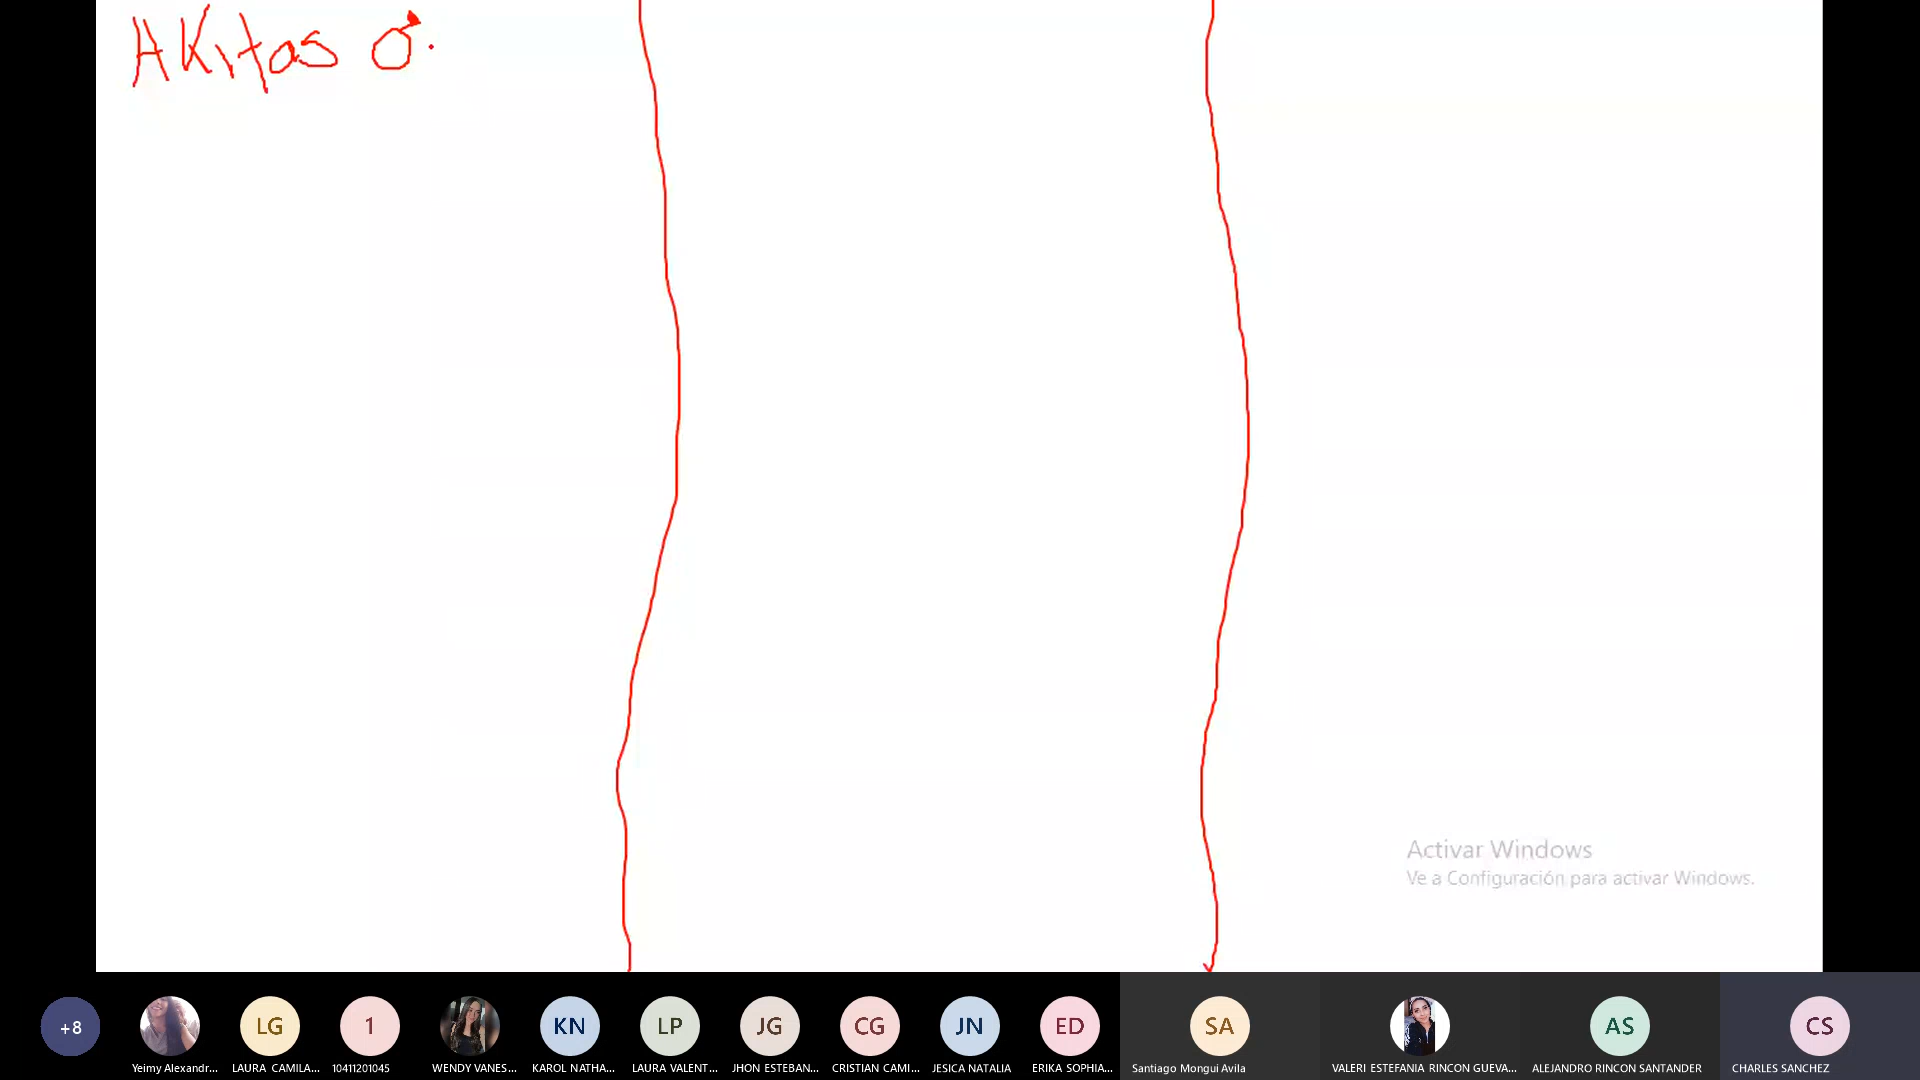 AKitas ♂.
Activar Windows
Ve a Configuración para activar Windows.
+8
LG
1
KN
LP
JG
CG
JN
ED
SA
AS
CS
Yeimy Alexandr...
LAURA CAMILA...
10411201045
WENDY VANES...
KAROL NATHA...
LAURA VALENT...
JHON ESTEBAN...
CRISTIAN CAMI...
JESICA NATALIA
ERIKA SOPHIA...
Santiago Mongui Avila
VALERI ESTEFANIA RINCON GUEVA...
ALEJANDRO RINCON SANTANDER
CHARLES SANCHEZ